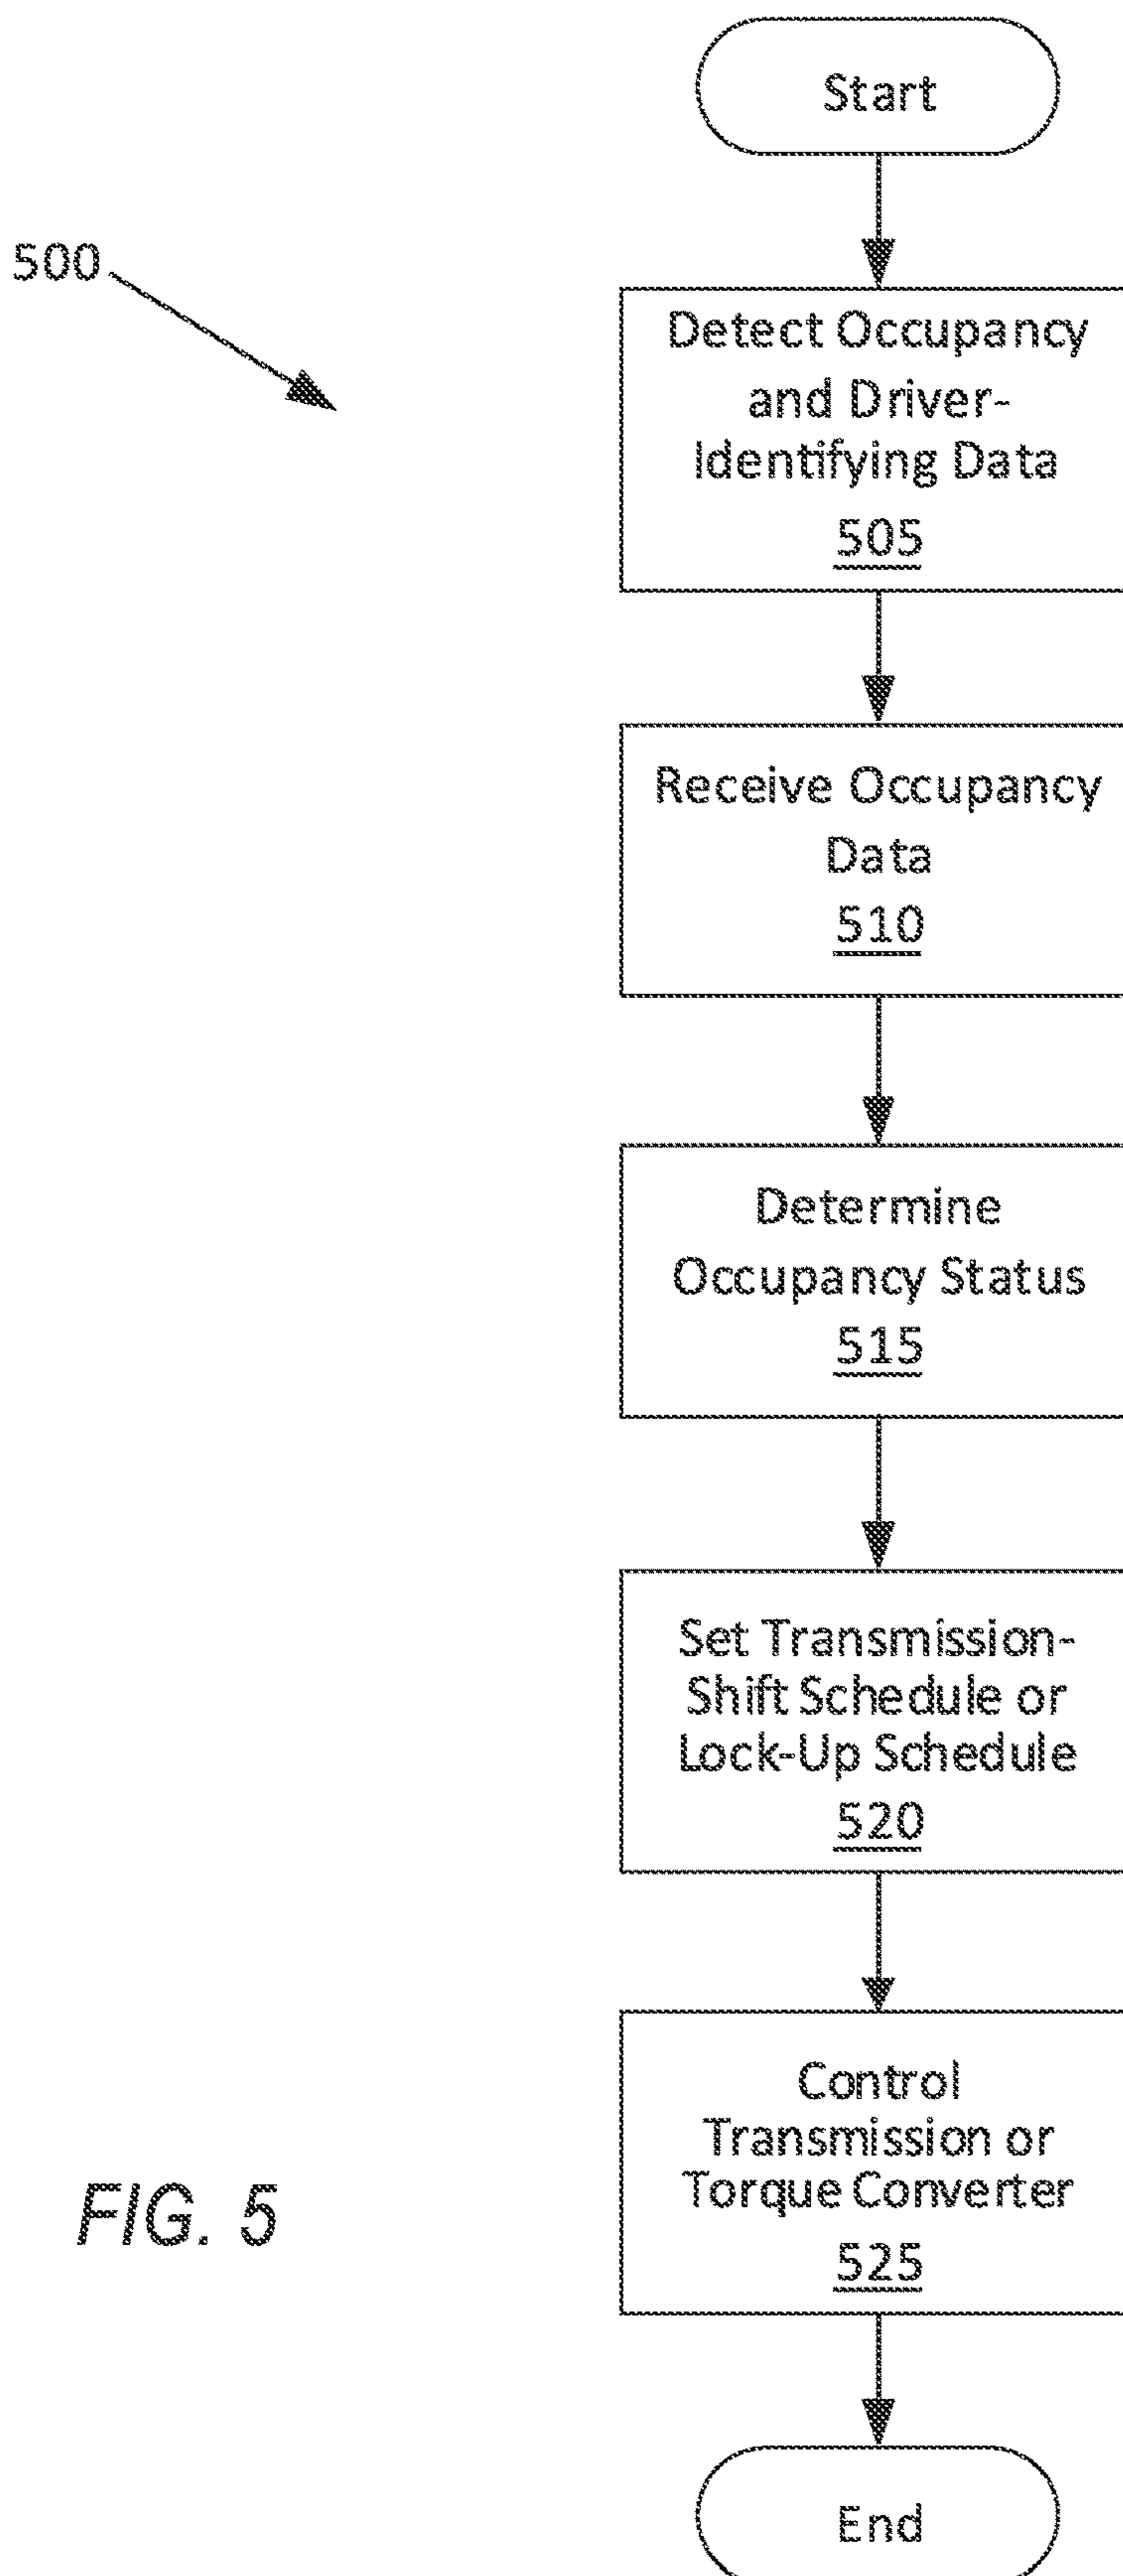 Start
500
Detect Occupancy
and Driver-
Identifying Data
505
Receive Occupancy
Data
510
Determine
Occupancy Status
515
Set Transmission-
Shift Schedule or
Lock-Up Schedule
520
Control
Transmission or
Torque Converter
525
FIG. 5
End